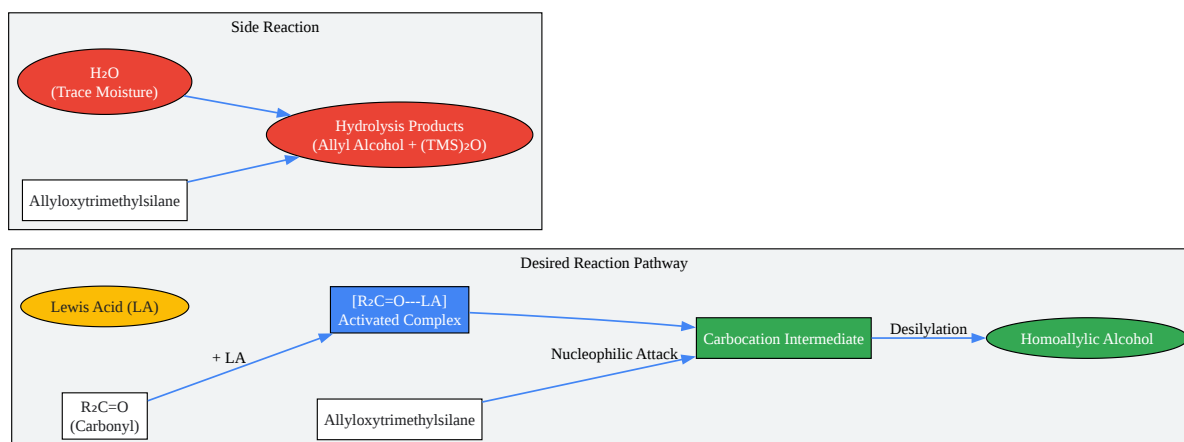 Side Reaction
H₂O
(Trace Moisture)
Hydrolysis Products
(Allyl Alcohol + (TMS)₂O)
Allyloxytrimethylsilane
Desired Reaction Pathway
Lewis Acid (LA)
[R₂C=O---LA]
Activated Complex
+ LA
R₂C=O
(Carbonyl)
Nucleophilic Attack
Allyloxytrimethylsilane
Carbocation Intermediate
Desilylation
Homoallylic Alcohol